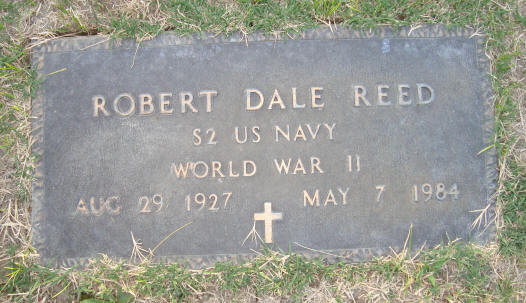 ROBERT DALE REED
S2 US NAVY
WORLD WAR II
AUG 29 1927 MAY 7 1984